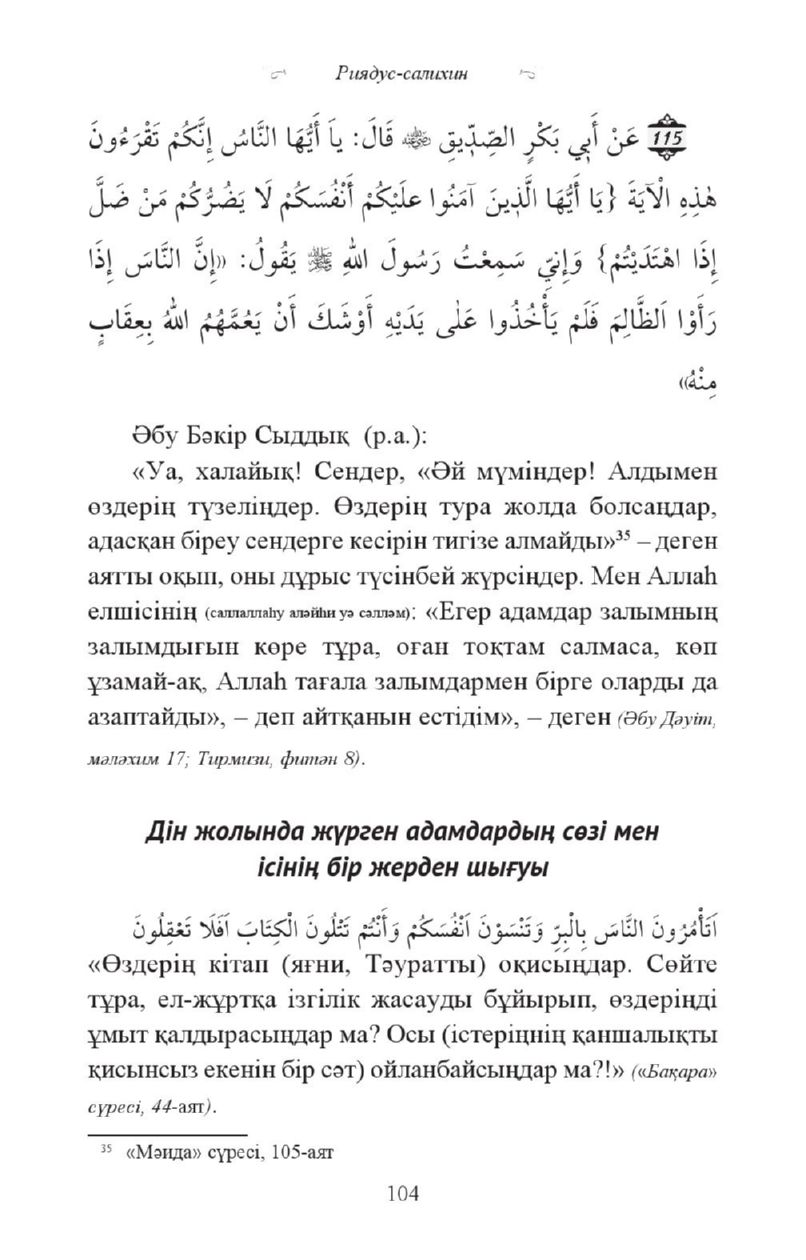 Риядус-салихин
115 عَنْ أَبِي بَكْرٍ الصِّدِّيقِ ﷺ قَالَ: يَا أَيُّهَا النَّاسُ إِنَّكُمْ تَقْرَءُونَ
هٰذِهِ الْآيَةَ {يَا أَيُّهَا الَّذِينَ آمَنُوا علَيْكُمْ أَنْفُسَكُمْ لَا يَضُرُّكُمْ مَنْ ضَلَّ
إِذَا اهْتَدَيْتُمْ} وَإِنِّي سَمِعْتُ رَسُولَ اللهِ ﷺ يَقُولُ: «إِنَّ النَّاسَ إِذَا
رَأَوْا اَلظَّالِمَ فَلَمْ يَأْخُذُوا عَلٰى يَدَيْهِ أَوْشَكَ أَنْ يَعُمَّهُمُ اللهُ بِعِقَابٍ
مِنْهُ»
Әбу Бәкір Сыддық (р.а.):
«Уа, халайық! Сендер, «Әй мүміндер! Алдымен
өздерің түзеліңдер. Өздерің тура жолда болсаңдар,
адасқан біреу сендерге кесірін тигізе алмайды»³⁵ – деген
аятты оқып, оны дұрыс түсінбей жүрсіңдер. Мен Аллаһ
елшісінің (саллаллаһу аләйһи уә сәлләм): «Егер адамдар залымның
залымдығын көре тұра, оған тоқтам салмаса, көп
ұзамай-ақ, Аллаһ тағала залымдармен бірге оларды да
азаптайды», – деп айтқанын естідім», – деген (Әбу Дәуіт,
мәләхим 17; Тирмизи, фитән 8).
Дін жолында жүрген адамдардың сөзі мен
ісінің бір жерден шығуы
اَتَأْمُرُونَ النَّاسَ بِالْبِرِّ وَتَنْسَوْنَ اَنْفُسَكُمْ وَأَنْتُمْ تَتْلُونَ الْكِتَابَ اَفَلَا تَعْقِلُونَ
«Өздерің кітап (яғни, Тәуратты) оқисыңдар. Сөйте
тұра, ел-жұртқа ізгілік жасауды бұйырып, өздеріңді
ұмыт қалдырасыңдар ма? Осы (істеріңнің қаншалықты
қисынсыз екенін бір сәт) ойланбайсыңдар ма?!» («Бақара»
сүресі, 44-аят).
³⁵ «Мәида» сүресі, 105-аят
104